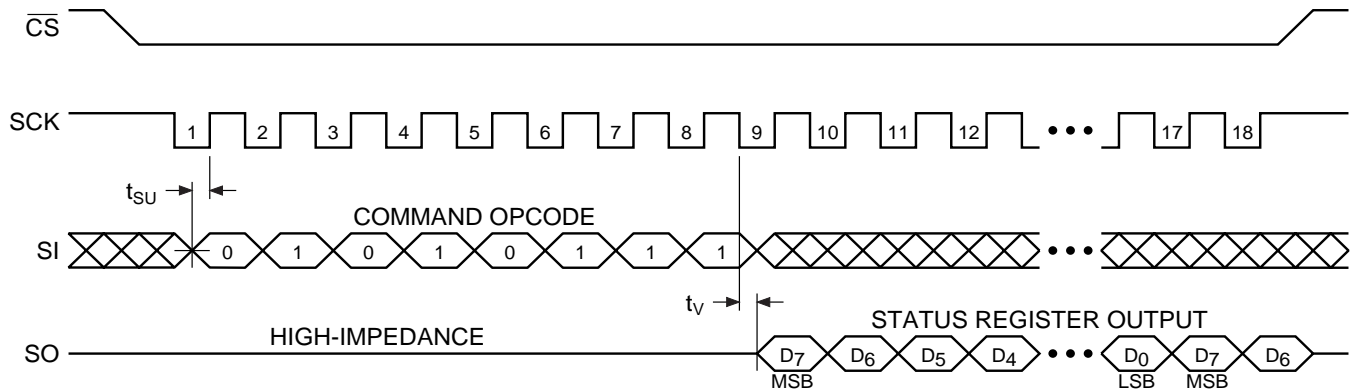 CS
SCK 1 2 3 4 5 6 7 8 9 10 11 12 ••• 17 18
tSU
COMMAND OPCODE
SI 0 1 0 1 0 1 1 1 •••
tV
HIGH-IMPEDANCE STATUS REGISTER OUTPUT
SO D7 D6 D5 D4 ••• D0 D7 D6
MSB LSB MSB